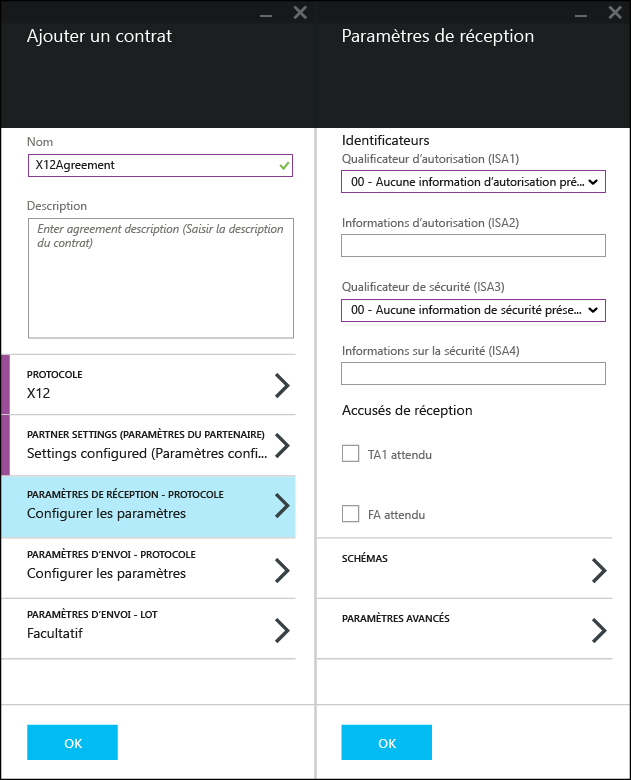 Ajouter un contrat
Nom
X12Agreement
Description
Enter agreement description (Saisir la description
du contrat)
PROTOCOLE
X12
PARTNER SETTINGS (PARAMÈTRES DU PARTENAIRE)
Settings configured (Paramètres confi...
PARAMÈTRES DE RÉCEPTION - PROTOCOLE
Configurer les paramètres
PARAMÈTRES D'ENVOI - PROTOCOLE
Configurer les paramètres
PARAMÈTRES D'ENVOI - LOT
Facultatif
OK
Paramètres de réception
Identificateurs
Qualificateur d'autorisation (ISA1)
00 - Aucune information d'autorisation pré...
Informations d'autorisation (ISA2)
Qualificateur de sécurité (ISA3)
00 - Aucune information de sécurité prése...
Informations sur la sécurité (ISA4)
Accusés de réception
TA1 attendu
FA attendu
SCHÉMAS
PARAMÈTRES AVANCÉS
OK